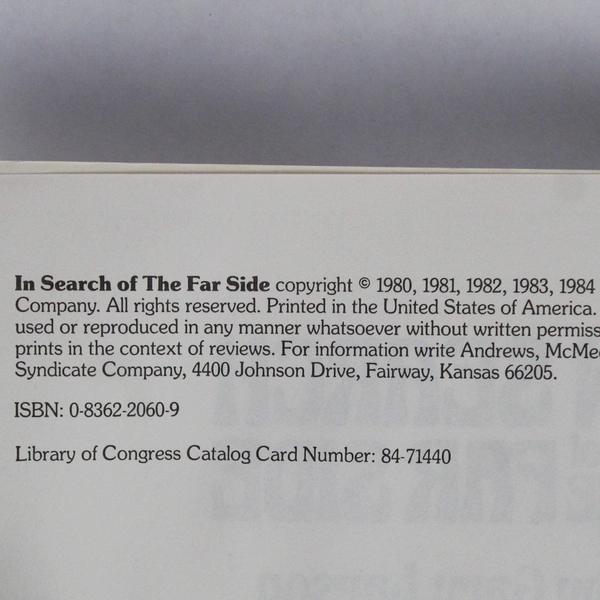 In Search of The Far Side copyright © 1980, 1981, 1982, 1983, 1984
Company. All rights reserved. Printed in the United States of America.
used or reproduced in any manner whatsoever without written
prints in the context of reviews. For information write Andrews,
Syndicate Company, 4400 Johnson Drive, Fairway, Kansas 66205.
ISBN: 0-8362-2060-9
Library of Congress Catalog Card Number: 84-71440